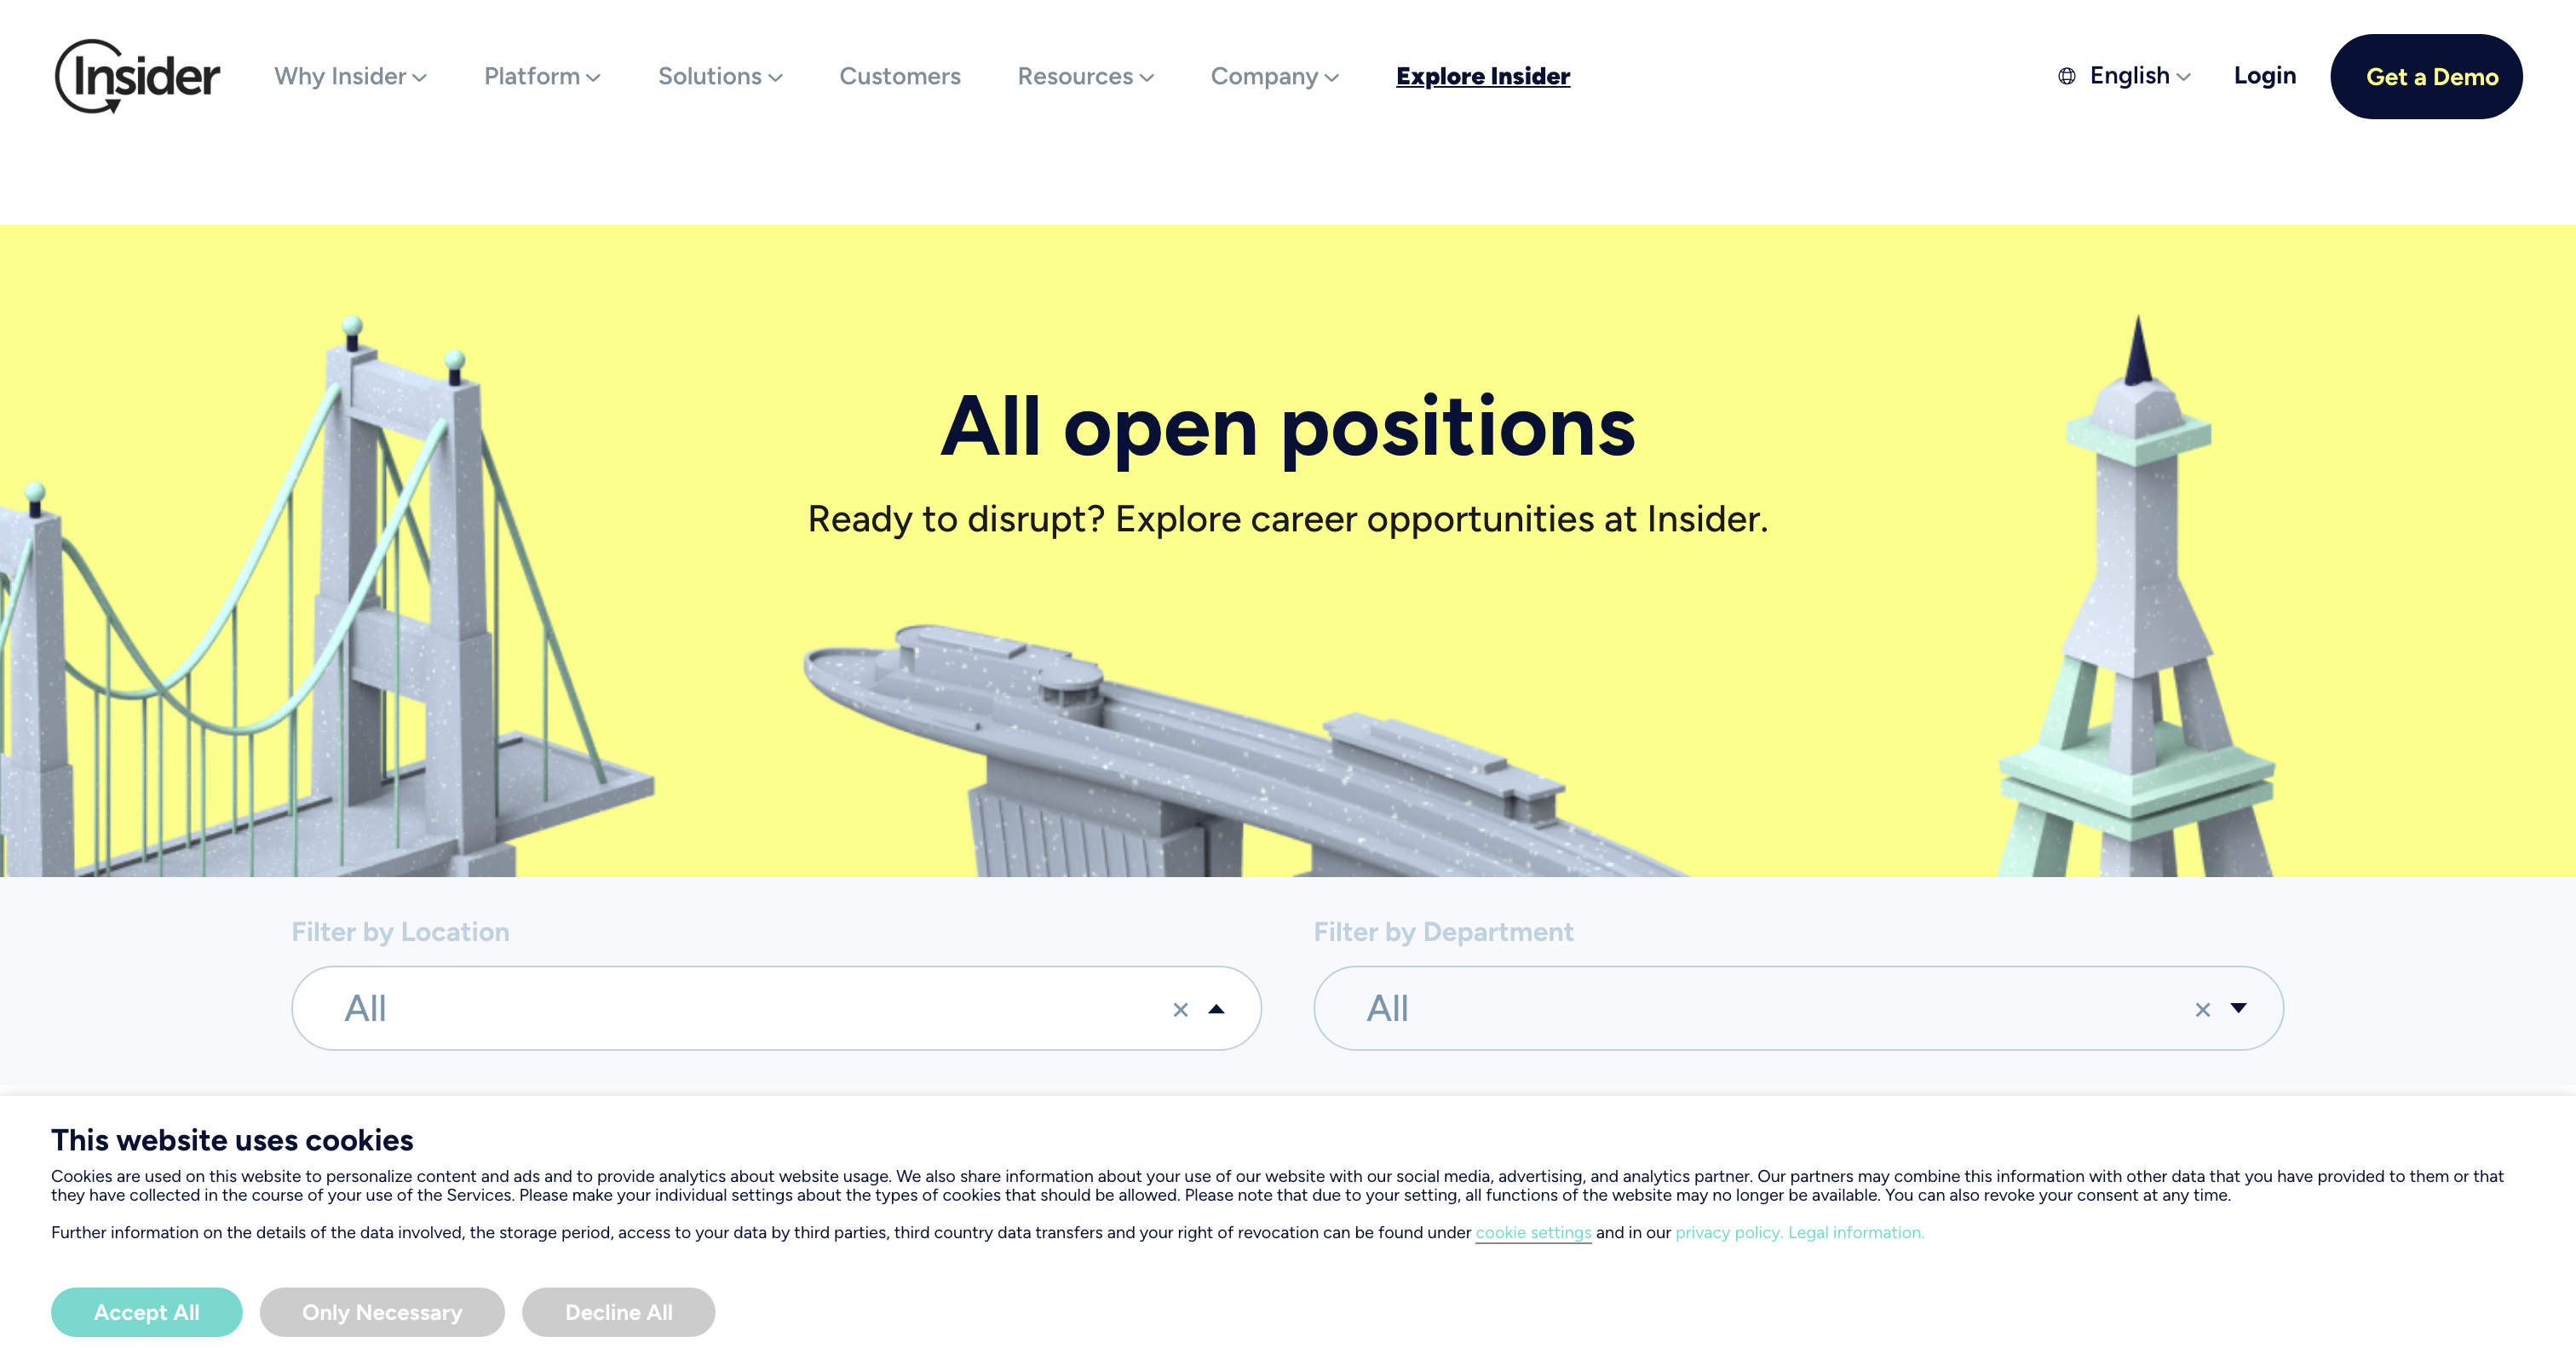 Insider
Why Insider
Platform
Solutions
Customers
Resources
Company
Explore Insider
English
Login
Get a Demo
All open positions
Ready to disrupt? Explore career opportunities at Insider.
Filter by Location
Filter by Department
All
×
All
×
This website uses cookies
Cookies are used on this website to personalize content and ads and to provide analytics about website usage. We also share information about your use of our website with our social media, advertising, and analytics partner. Our partners may combine this information with other data that you have provided to them or that
they have collected in the course of your use of the Services. Please make your individual settings about the types of cookies that should be allowed. Please note that due to your setting, all functions of the website may no longer be available. You can also revoke your consent at any time.
Further information on the details of the data involved, the storage period, access to your data by third parties, third country data transfers and your right of revocation can be found under cookie settings and in our privacy policy. Legal information.
Accept All
Only Necessary
Decline All